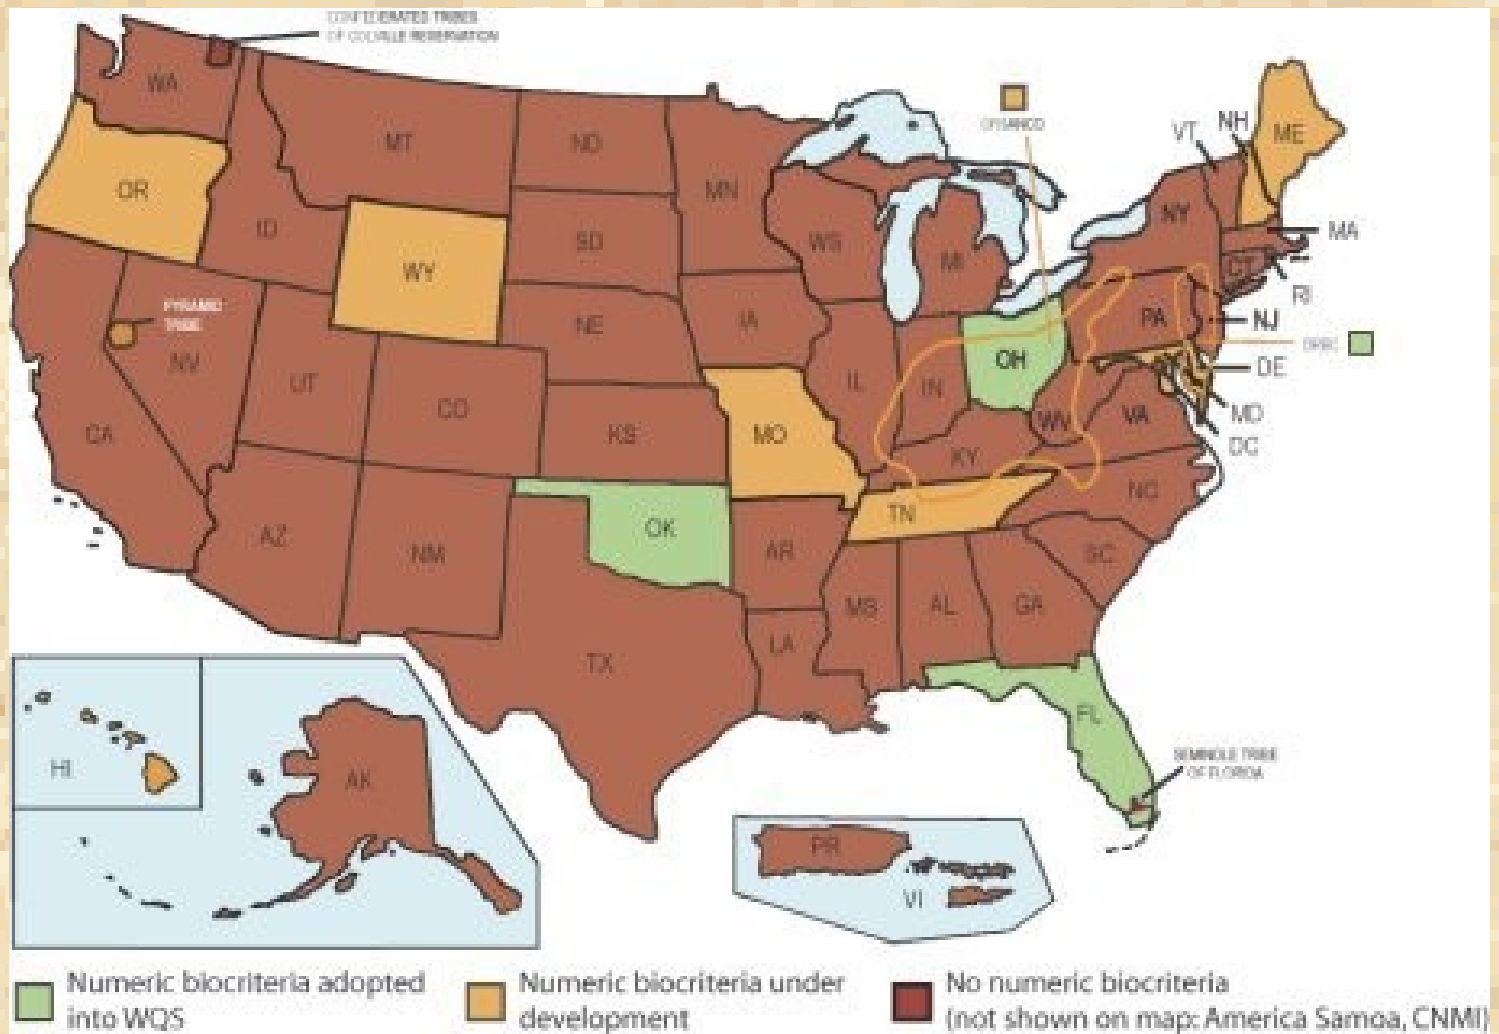 CONFEDERATED TRIBES
OF COLVILLE RESERVATION
WA
MT
ND
MN
OR
ID
WY
SD
WS
MI
VT
NH
ME
NY
MA
CT
RI
PYRAMID
TRIBE
NV
UT
CO
NE
IA
IL
IN
OH
PA
NJ
DE
MD
DC
WV
VA
CA
KS
MO
KY
TN
NC
AZ
NM
OK
AR
SC
MS
AL
GA
TX
LA
FL
SEMINOLE TRIBE
OF FLORIDA
HI
AK
PR
VI
Numeric biocriteria adopted
into WQS
Numeric biocriteria under
development
No numeric biocriteria
(not shown on map: America Samoa, CNMI)